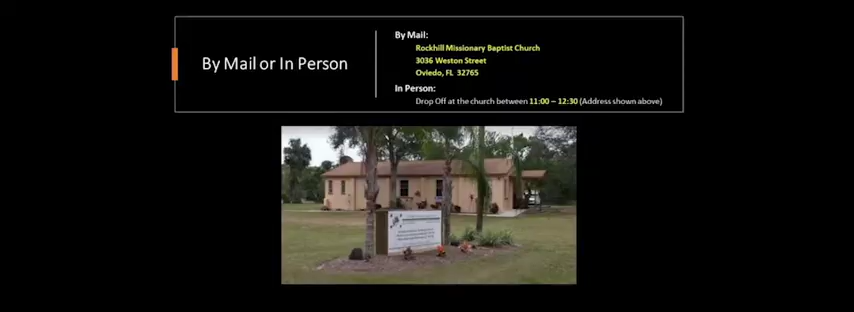 By Mail or In Person
By Mail:
Rockhill Missionary Baptist Church
3036 Weston Street
Oviedo, FL 32765
In Person:
Drop Off at the church between 11:00 – 12:30 (Address shown above)